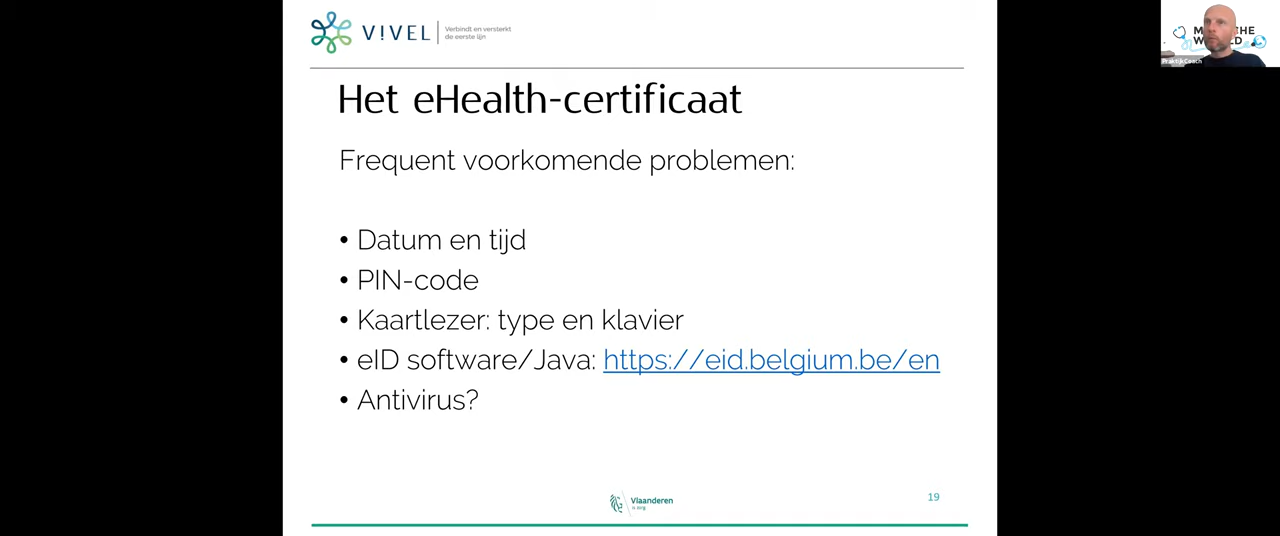 V!VEL
Verbindt en versterkt
de eerste lijn
PraktijkCoach
Het eHealth-certificaat
Frequent voorkomende problemen:
• Datum en tijd
• PIN-code
• Kaartlezer: type en klavier
• eID software/Java: https://eid.belgium.be/en
• Antivirus?
Vlaanderen
is zorg
19